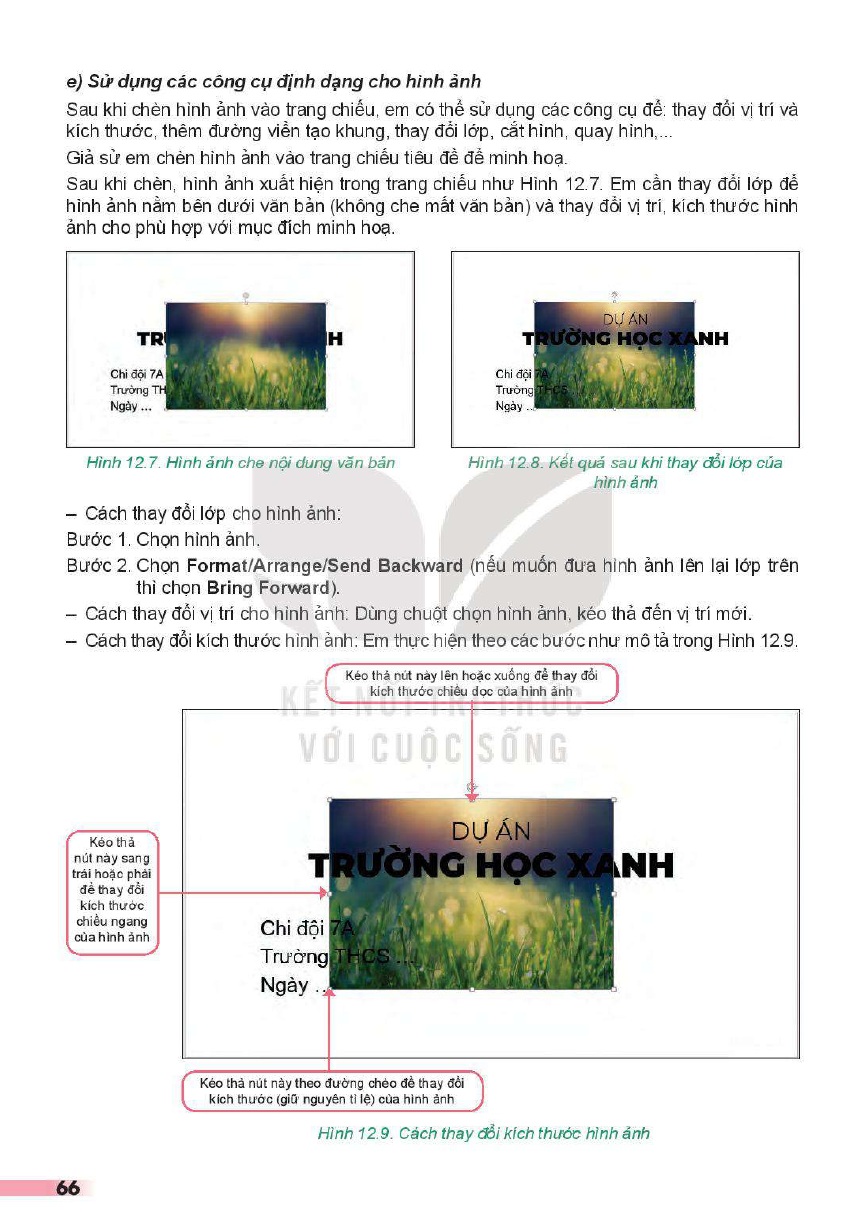 e) Sử dụng các công cụ định dạng cho hình ảnh
Sau khi chèn hình ảnh vào trang chiếu, em có thể sử dụng các công cụ để: thay đổi vị trí và
kích thước, thêm đường viền tạo khung, thay đổi lớp, cắt hình, quay hình,...
Giả sử em chèn hình ảnh vào trang chiếu tiêu đề để minh hoạ.
Sau khi chèn, hình ảnh xuất hiện trong trang chiếu như Hình 12.7. Em cần thay đổi lớp để
hình ảnh nằm bên dưới văn bản (không che mất văn bản) và thay đổi vị trí, kích thước hình
ảnh cho phù hợp với mục đích minh hoạ.
TR NH
Chi đội 7A
Trường TH
Ngày ...
Hình 12.7. Hình ảnh che nội dung văn bản
DỰ ÁN
TRƯỜNG HỌC XANH
Chi đội 7A
Trường THCS ...
Ngày ...
Hình 12.8. Kết quả sau khi thay đổi lớp của
hình ảnh
– Cách thay đổi lớp cho hình ảnh:
Bước 1. Chọn hình ảnh.
Bước 2. Chọn Format/Arrange/Send Backward (nếu muốn đưa hình ảnh lên lại lớp trên
thì chọn Bring Forward).
– Cách thay đổi vị trí cho hình ảnh: Dùng chuột chọn hình ảnh, kéo thả đến vị trí mới.
– Cách thay đổi kích thước hình ảnh: Em thực hiện theo các bước như mô tả trong Hình 12.9.
Kéo thả nút này lên hoặc xuống để thay đổi
kích thước chiều dọc của hình ảnh
KẾT NỐI TRI THỨC
VỚI CUỘC SỐNG
DỰ ÁN
TRƯỜNG HỌC XANH
Kéo thả
nút này sang
trái hoặc phải
để thay đổi
kích thước
chiều ngang
của hình ảnh
Chi đội 7A
Trường THCS ...
Ngày ...
Kéo thả nút này theo đường chéo để thay đổi
kích thước (giữ nguyên tỉ lệ) của hình ảnh
Hình 12.9. Cách thay đổi kích thước hình ảnh
66